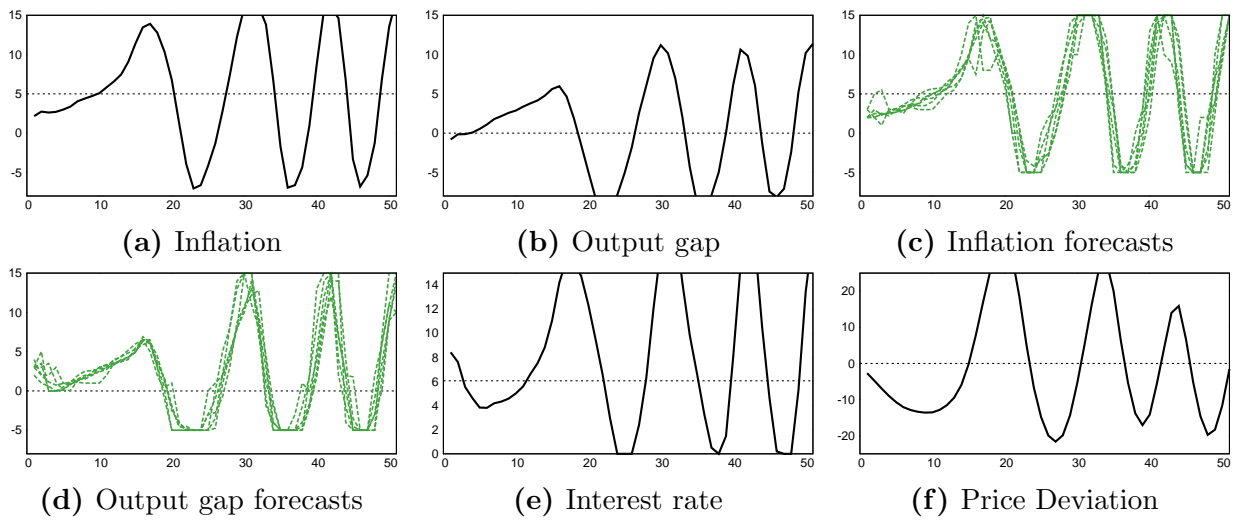 15 15 15
10 10 10
5 5 5
0 0 0
-5 -5 -5
0 10 20 30 40 50 0 10 20 30 40 50 0 10 20 30 40 50
(a) Inflation (b) Output gap (c) Inflation forecasts
15 14 20
10 12 10
5 10 0
0 8 -10
-5 6 -20
4
2
0
0 10 20 30 40 50 0 10 20 30 40 50 0 10 20 30 40 50
(d) Output gap forecasts (e) Interest rate (f) Price Deviation